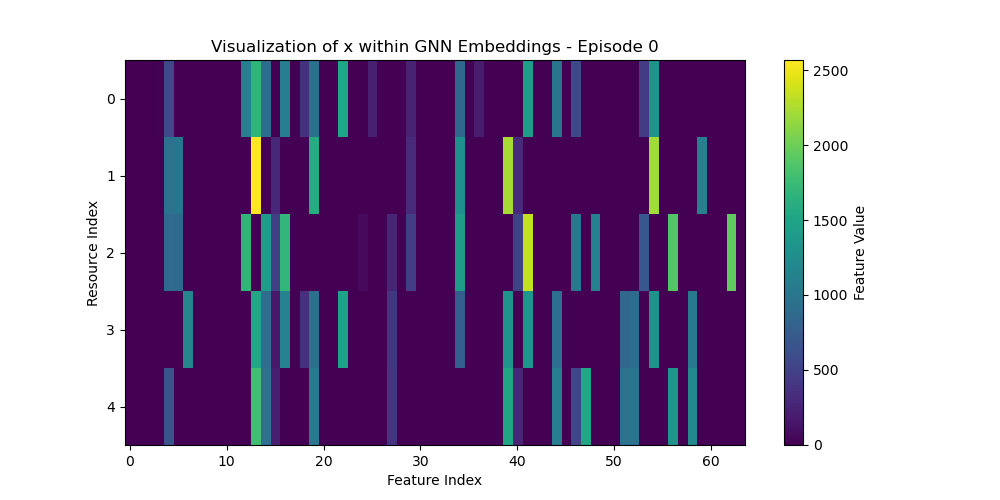 Visualization of x within GNN Embeddings - Episode 0
Resource Index
0
1
2
3
4
0 10 20 30 40 50 60
Feature Index
2500
2000
1500
1000
500
0
Feature Value